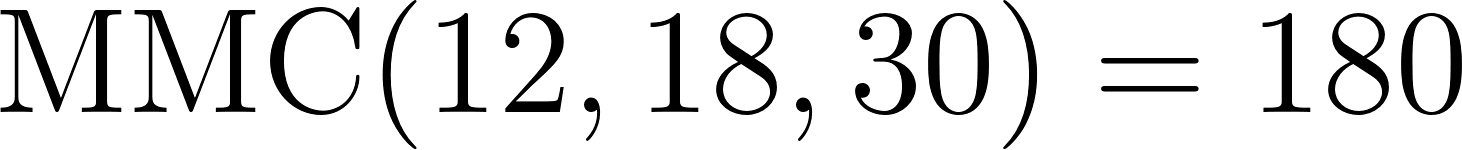 MMC(12, 18, 30) = 180